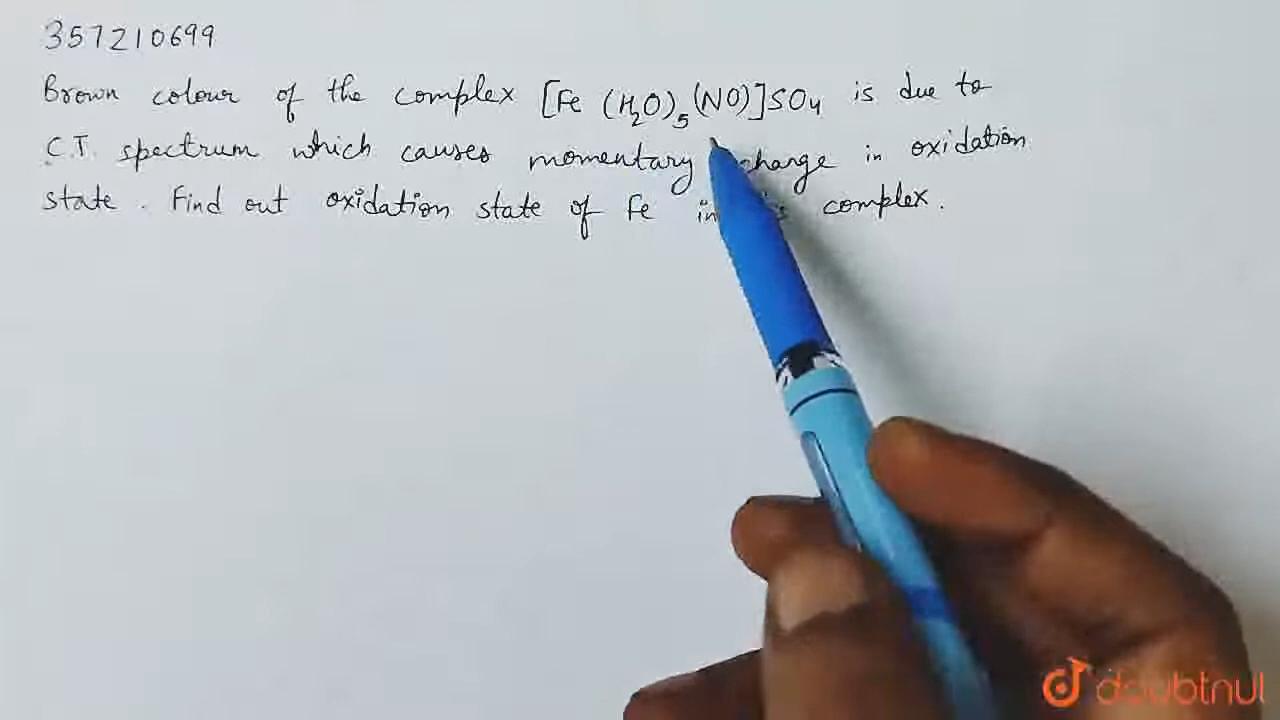 357210699
Brown colour of the complex [Fe (H₂O)₅(NO)]SO₄ is due to
C.T. spectrum which causes momentary change in oxidation
state. Find out oxidation state of Fe in complex.
doubtnut